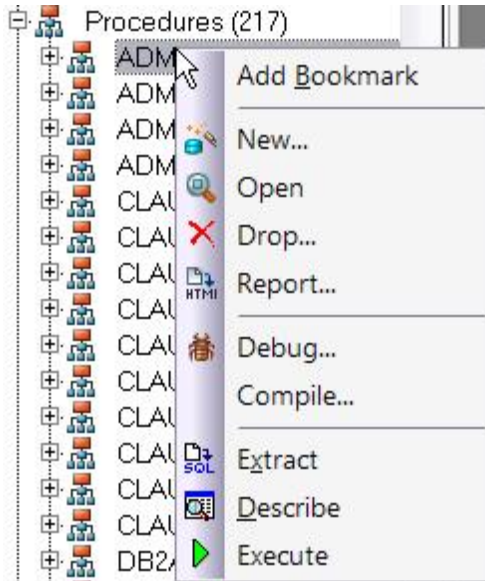 Procedures (217)
ADM
Add Bookmark
ADM
ADM
New...
ADM
Open
CLAU
Drop...
CLAU
CLAU
Report...
HTML
CLAU
Debug...
CLAU
Compile...
CLAU
CLAU
Extract
SQL
CLAU
Describe
CLAU
DB2
Execute